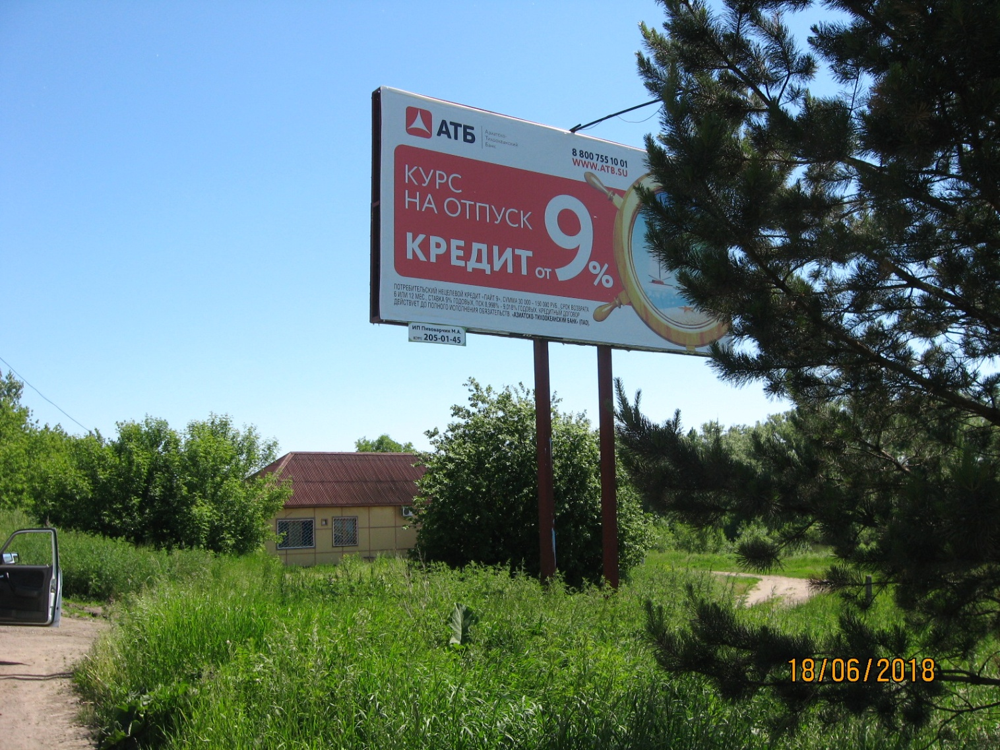 АТБ
Азиатско-
Тихоокеанский
Банк
8 800 755 10 01
WWW.ATB.SU
КУРС
НА ОТПУСК
КРЕДИТ ОТ 9%
ПОТРЕБИТЕЛЬСКИЙ НЕЦЕЛЕВОЙ КРЕДИТ «ЛАЙТ 9», СУММА 30 000 – 150 000 РУБ., СРОК ВОЗВРАТА
6 ИЛИ 12 МЕС., СТАВКА 9% ГОДОВЫХ, ПСК 8,998% - 9,018% ГОДОВЫХ. КРЕДИТНЫЙ ДОГОВОР
ДЕЙСТВУЕТ ДО ПОЛНОГО ИСПОЛНЕНИЯ ОБЯЗАТЕЛЬСТВ. «АЗИАТСКО-ТИХООКЕАНСКИЙ БАНК» (ПАО).
ИП Пивоварчик М.А.
205-01-45
18/06/2018